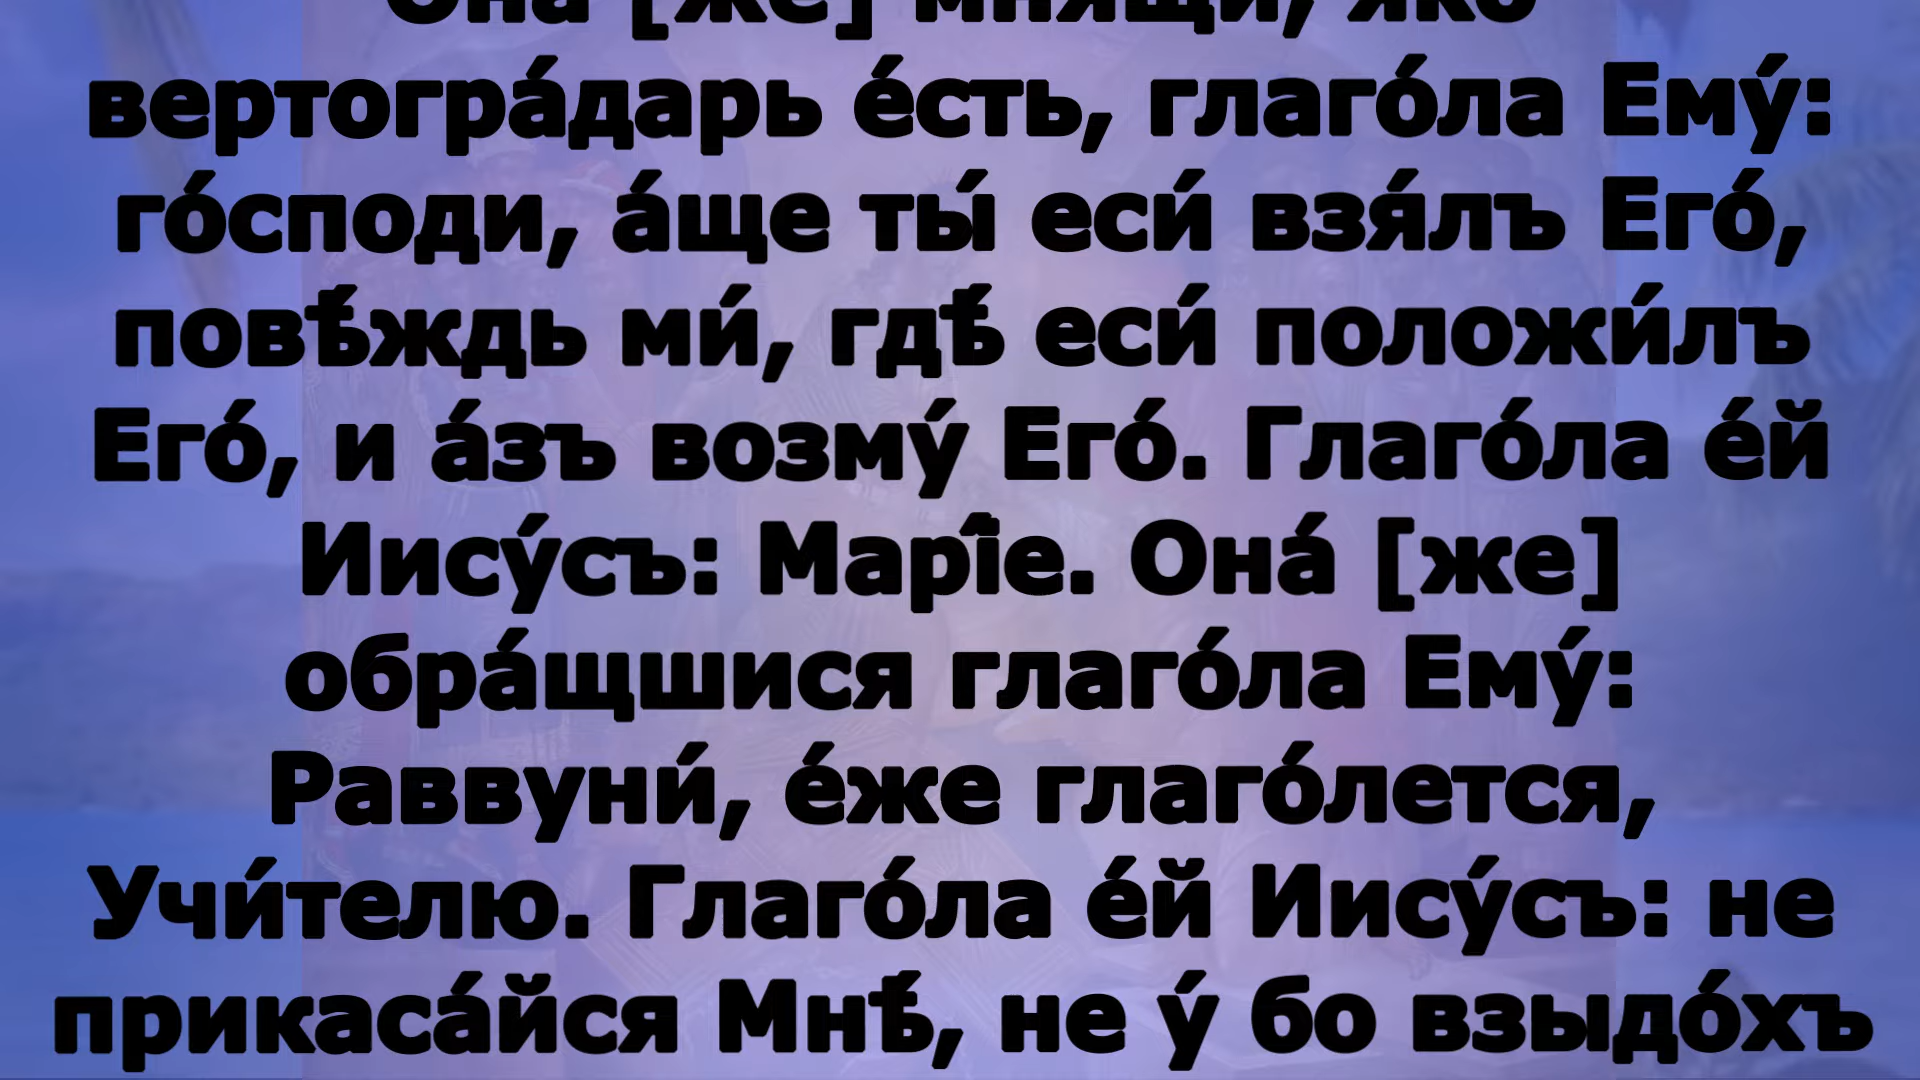 Она [же] мнящи, яко
вертогра́дарь е́сть, глаго́ла Ему́:
го́споди, а́ще ты́ еси́ взя́лъ Его́,
повѣ́ждь ми́, гдѣ́ еси́ положи́лъ
Его́, и а́зъ возму́ Его́. Глаго́ла е́й
Иису́съ: Марі́е. Она́ [же]
обра́щшися глаго́ла Ему́:
Раввуни́, е́же глаго́лется,
Учи́телю. Глаго́ла е́й Иису́съ: не
прикаса́йся Мнѣ́, не у́ бо взыдо́хъ